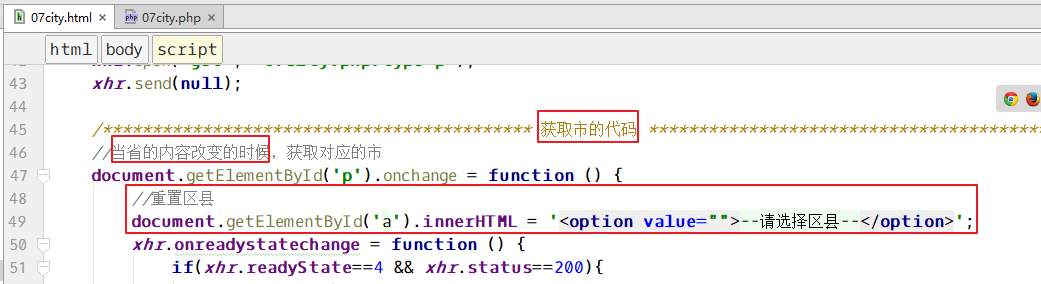 07city.html × 07city.php ×
html body script
43 xhr.send(null);
44
45 /******************************************* 获取市的代码 ****************************************
46 //当省的内容改变的时候，获取对应的市
47 document.getElementById('p').onchange = function () {
48 //重置区县
49 document.getElementById('a').innerHTML = '<option value="">--请选择区县--</option>';
50 xhr.onreadystatechange = function () {
51 if(xhr.readyState==4 && xhr.status==200){